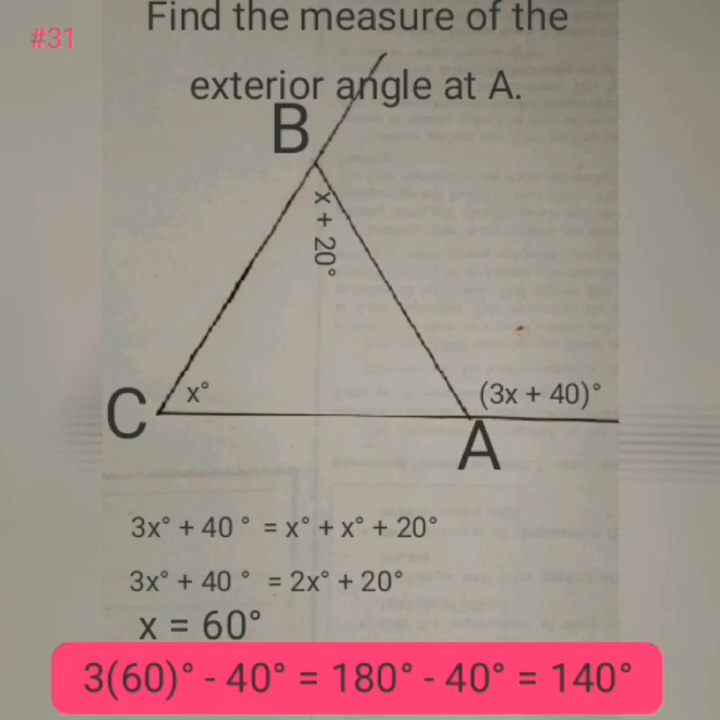 #31
Find the measure of the
exterior angle at A.
B
x + 20°
x°
(3x + 40)°
C
A
3x° + 40 ° = x° + x° + 20°
3x° + 40 ° = 2x° + 20°
x = 60°
3(60)° - 40° = 180° - 40° = 140°